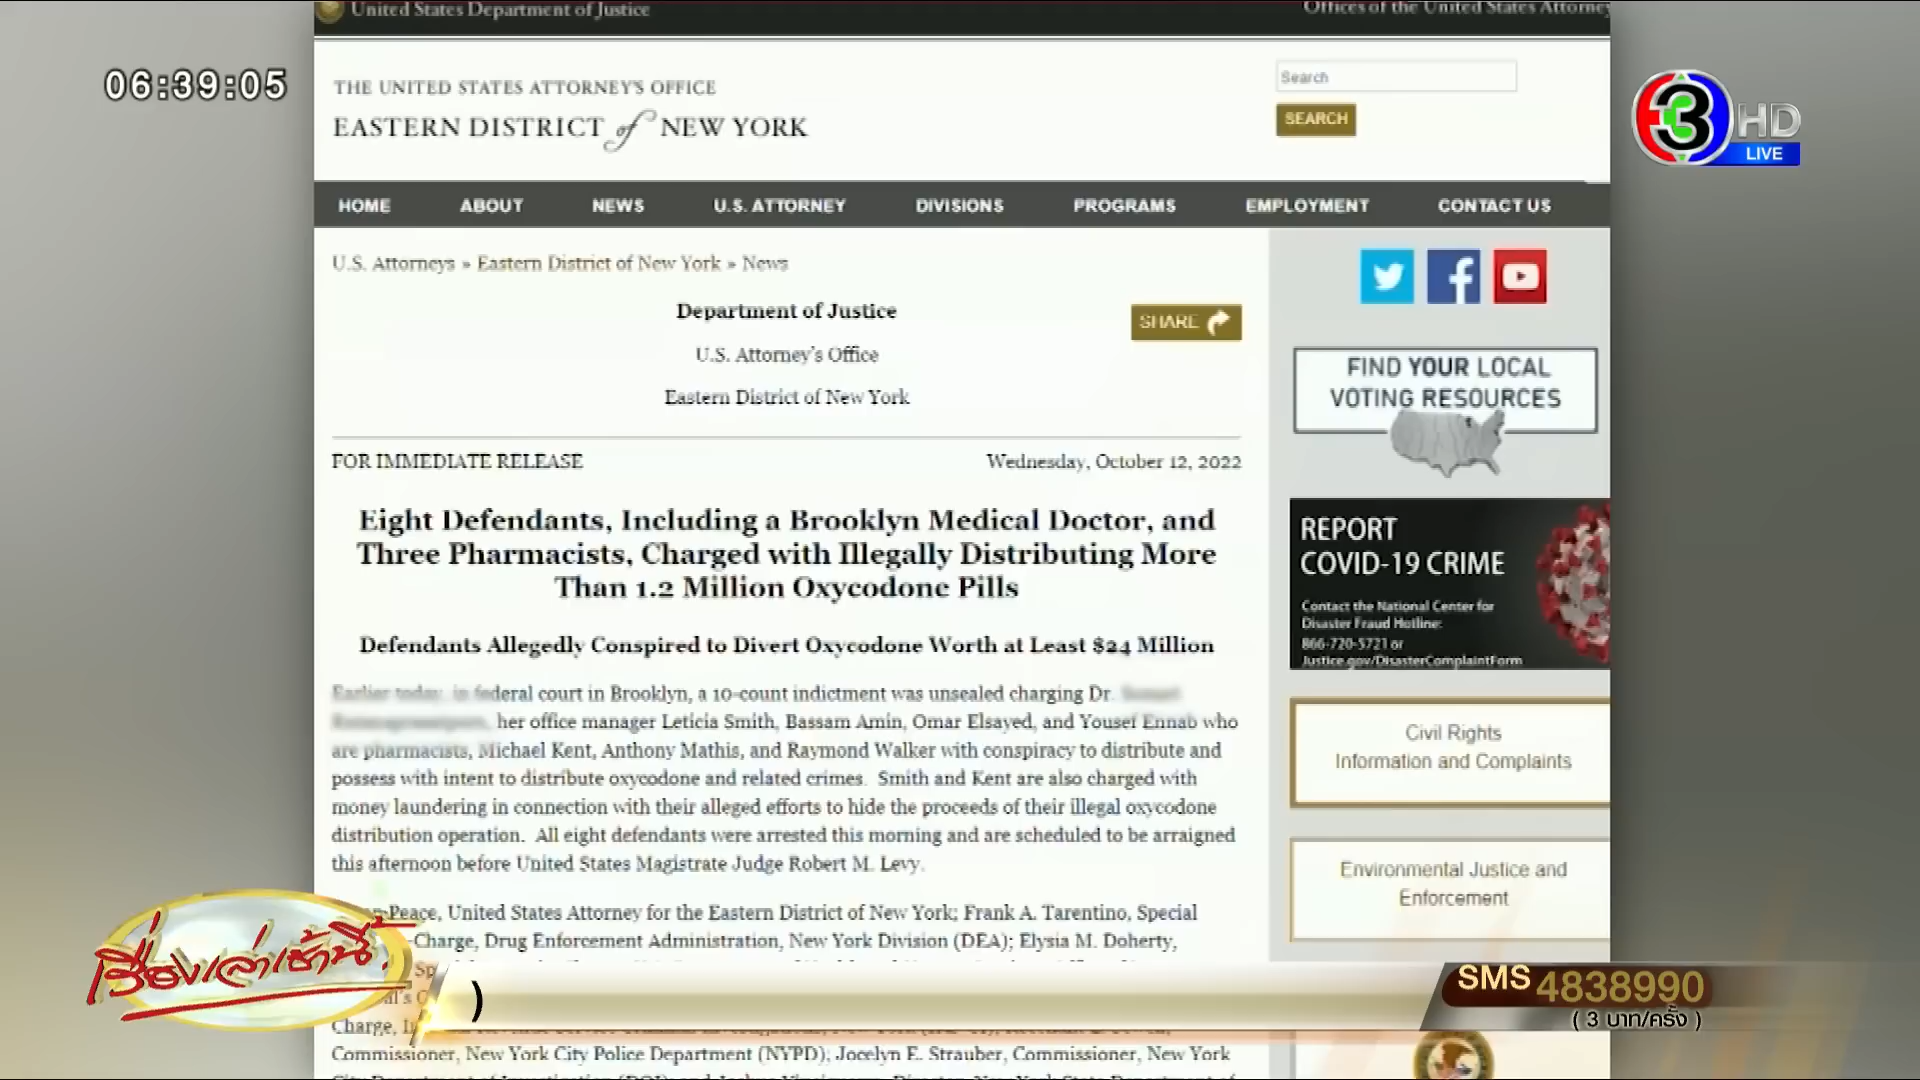 United States Department of Justice
Offices of the United States Attorney
06:39:05
THE UNITED STATES ATTORNEY'S OFFICE
EASTERN DISTRICT of NEW YORK
Search
SEARCH
3 HD
LIVE
HOME ABOUT NEWS U.S. ATTORNEY DIVISIONS PROGRAMS EMPLOYMENT CONTACT US
U.S. Attorneys » Eastern District of New York » News
Department of Justice
SHARE
U.S. Attorney's Office
Eastern District of New York
FOR IMMEDIATE RELEASE
Wednesday, October 12, 2022
Eight Defendants, Including a Brooklyn Medical Doctor, and
Three Pharmacists, Charged with Illegally Distributing More
Than 1.2 Million Oxycodone Pills
Defendants Allegedly Conspired to Divert Oxycodone Worth at Least $24 Million
Earlier today, in federal court in Brooklyn, a 10-count indictment was unsealed charging Dr.
her office manager Leticia Smith, Bassam Amin, Omar Elsayed, and Yousef Ennab who
are pharmacists, Michael Kent, Anthony Mathis, and Raymond Walker with conspiracy to distribute and
possess with intent to distribute oxycodone and related crimes. Smith and Kent are also charged with
money laundering in connection with their alleged efforts to hide the proceeds of their illegal oxycodone
distribution operation. All eight defendants were arrested this morning and are scheduled to be arraigned
this afternoon before United States Magistrate Judge Robert M. Levy.
Peace, United States Attorney for the Eastern District of New York; Frank A. Tarentino, Special
-Charge, Drug Enforcement Administration, New York Division (DEA); Elysia M. Doherty,
Charge,
Commissioner, New York City Police Department (NYPD); Jocelyn E. Strauber, Commissioner, New York
FIND YOUR LOCAL
VOTING RESOURCES
REPORT
COVID-19 CRIME
Contact the National Center for
Disaster Fraud Hotline:
866-720-5721 or
Justice.gov/DisasterComplaintForm
Civil Rights
Information and Complaints
Environmental Justice and
Enforcement
เรื่องเล่าเช้านี้
)
SMS 4838990
( 3 บาท/ครั้ง )